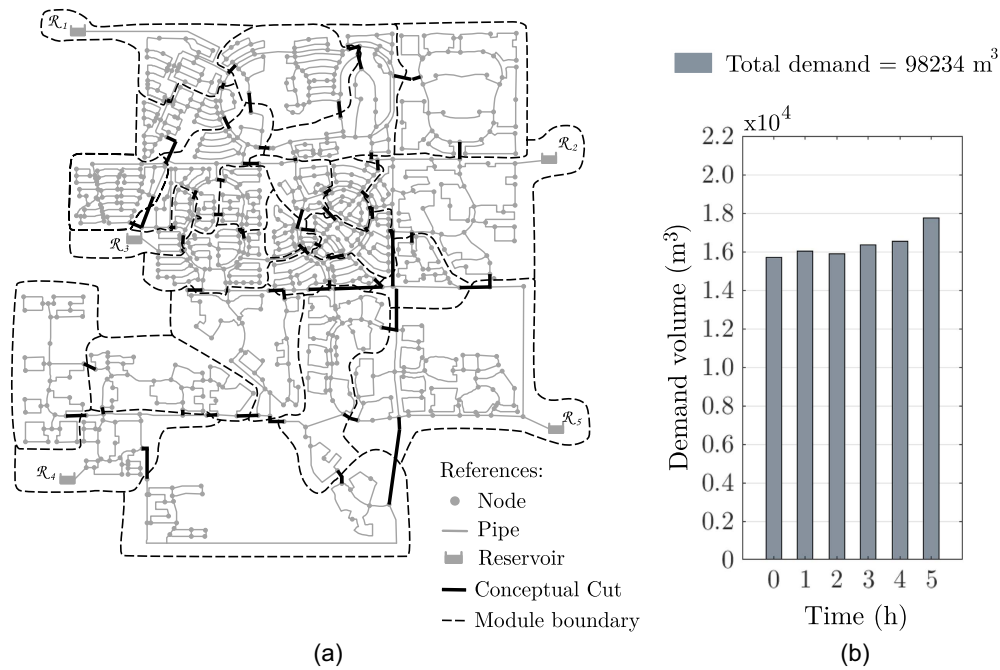 R1
R2
R3
R4
R5
References:
Node
Pipe
Reservoir
Conceptual Cut
Module boundary
(a)
Total demand = 98234 m³
x10⁴
2.2
2.0
1.8
1.6
1.4
1.2
1.0
0.8
0.6
0.4
0.2
0
Demand volume (m³)
0 1 2 3 4 5
Time (h)
(b)